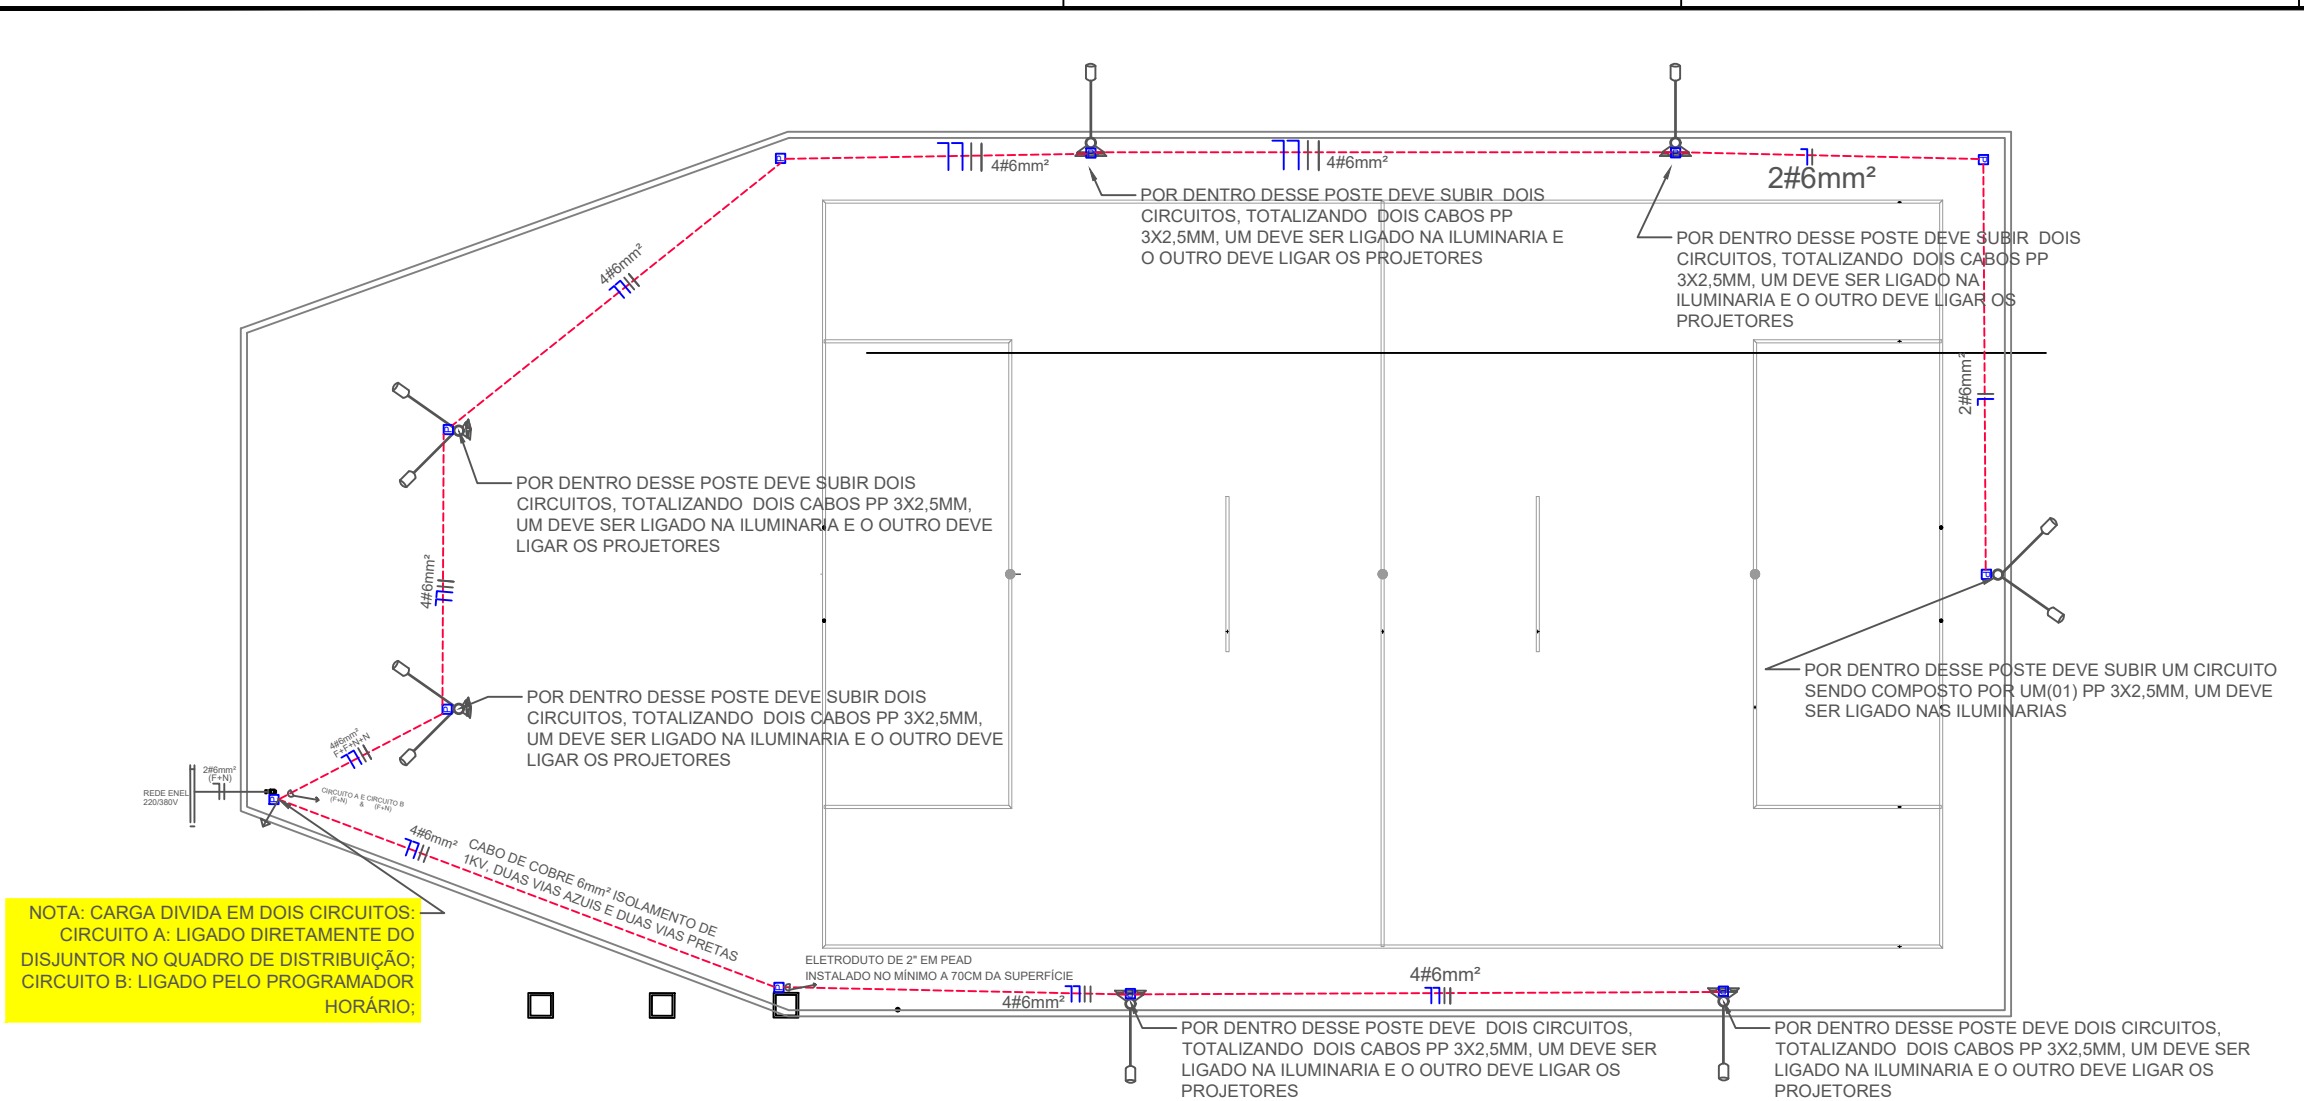 4#6mm²
4#6mm²
2#6mm²
POR DENTRO DESSE POSTE DEVE SUBIR DOIS
CIRCUITOS, TOTALIZANDO DOIS CABOS PP
3X2,5MM, UM DEVE SER LIGADO NA ILUMINARIA E
O OUTRO DEVE LIGAR OS PROJETORES
POR DENTRO DESSE POSTE DEVE SUBIR DOIS
CIRCUITOS, TOTALIZANDO DOIS CABOS PP
3X2,5MM, UM DEVE SER LIGADO NA
ILUMINARIA E O OUTRO DEVE LIGAR OS
PROJETORES
4#6mm²
2#6mm²
POR DENTRO DESSE POSTE DEVE SUBIR DOIS
CIRCUITOS, TOTALIZANDO DOIS CABOS PP 3X2,5MM,
UM DEVE SER LIGADO NA ILUMINARIA E O OUTRO DEVE
LIGAR OS PROJETORES
4#6mm²
POR DENTRO DESSE POSTE DEVE SUBIR UM CIRCUITO
SENDO COMPOSTO POR UM(01) PP 3X2,5MM, UM DEVE
SER LIGADO NAS ILUMINARIAS
POR DENTRO DESSE POSTE DEVE SUBIR DOIS
CIRCUITOS, TOTALIZANDO DOIS CABOS PP 3X2,5MM,
UM DEVE SER LIGADO NA ILUMINARIA E O OUTRO DEVE
LIGAR OS PROJETORES
4#6mm²
F+F+N+N
2#6mm²
(F+N)
REDE ENEL
220/380V
CIRCUITO A E CIRCUITO B
(F+N) & (F+N)
4#6mm²
CABO DE COBRE 6mm² ISOLAMENTO DE
1KV, DUAS VIAS AZUIS E DUAS VIAS PRETAS
NOTA: CARGA DIVIDA EM DOIS CIRCUITOS:
CIRCUITO A: LIGADO DIRETAMENTE DO
DISJUNTOR NO QUADRO DE DISTRIBUIÇÃO;
CIRCUITO B: LIGADO PELO PROGRAMADOR
HORÁRIO;
ELETRODUTO DE 2" EM PEAD
INSTALADO NO MÍNIMO A 70CM DA SUPERFÍCIE
4#6mm²
4#6mm²
POR DENTRO DESSE POSTE DEVE DOIS CIRCUITOS,
TOTALIZANDO DOIS CABOS PP 3X2,5MM, UM DEVE SER
LIGADO NA ILUMINARIA E O OUTRO DEVE LIGAR OS
PROJETORES
POR DENTRO DESSE POSTE DEVE DOIS CIRCUITOS,
TOTALIZANDO DOIS CABOS PP 3X2,5MM, UM DEVE SER
LIGADO NA ILUMINARIA E O OUTRO DEVE LIGAR OS
PROJETORES